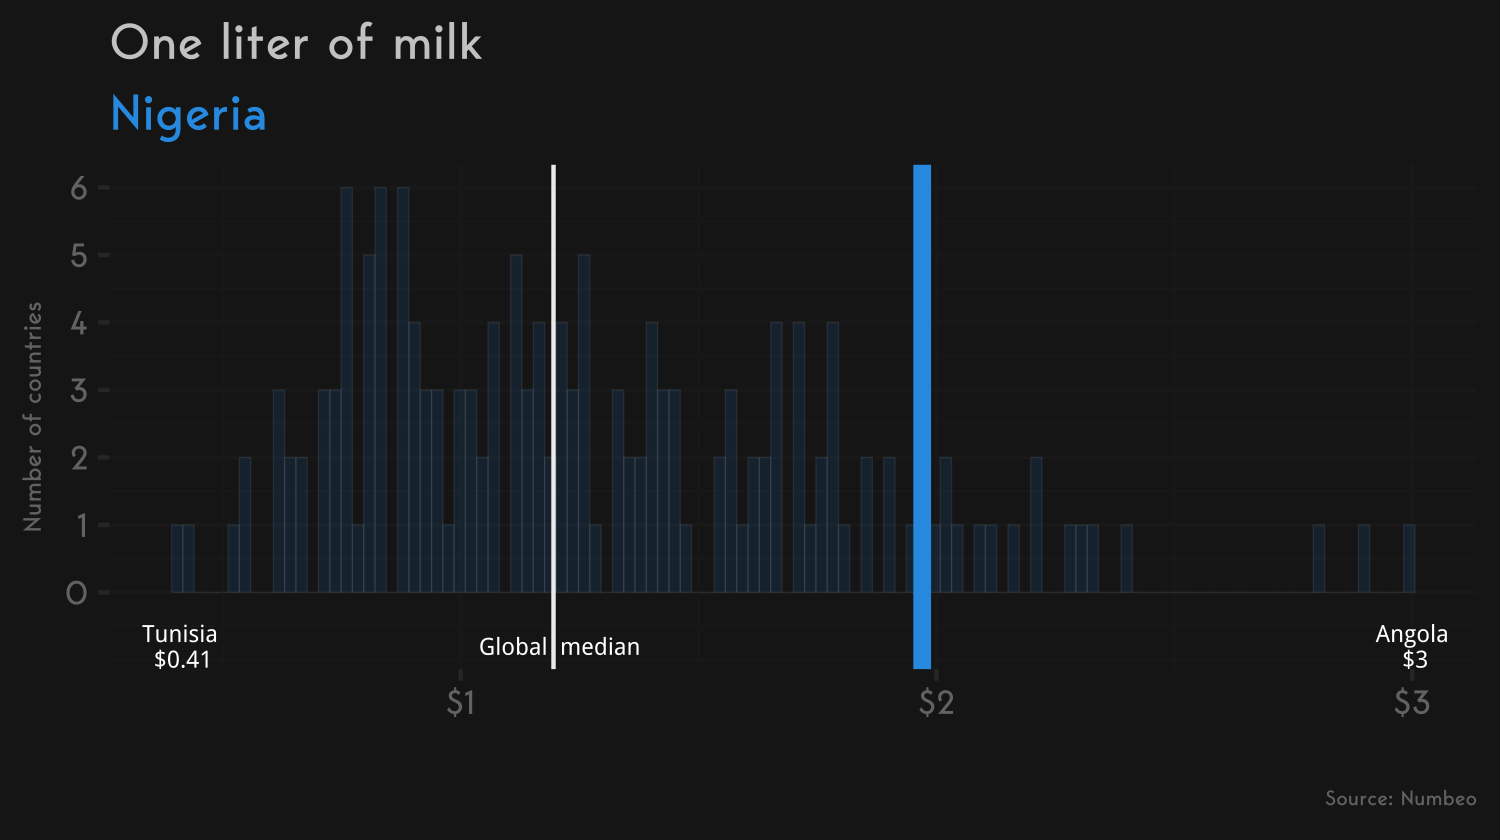 One liter of milk
Nigeria
Number of countries
6
5
4
3
2
1
0
Tunisia
$0.41
Global median
Angola
$3
$1
$2
$3
Source: Numbeo